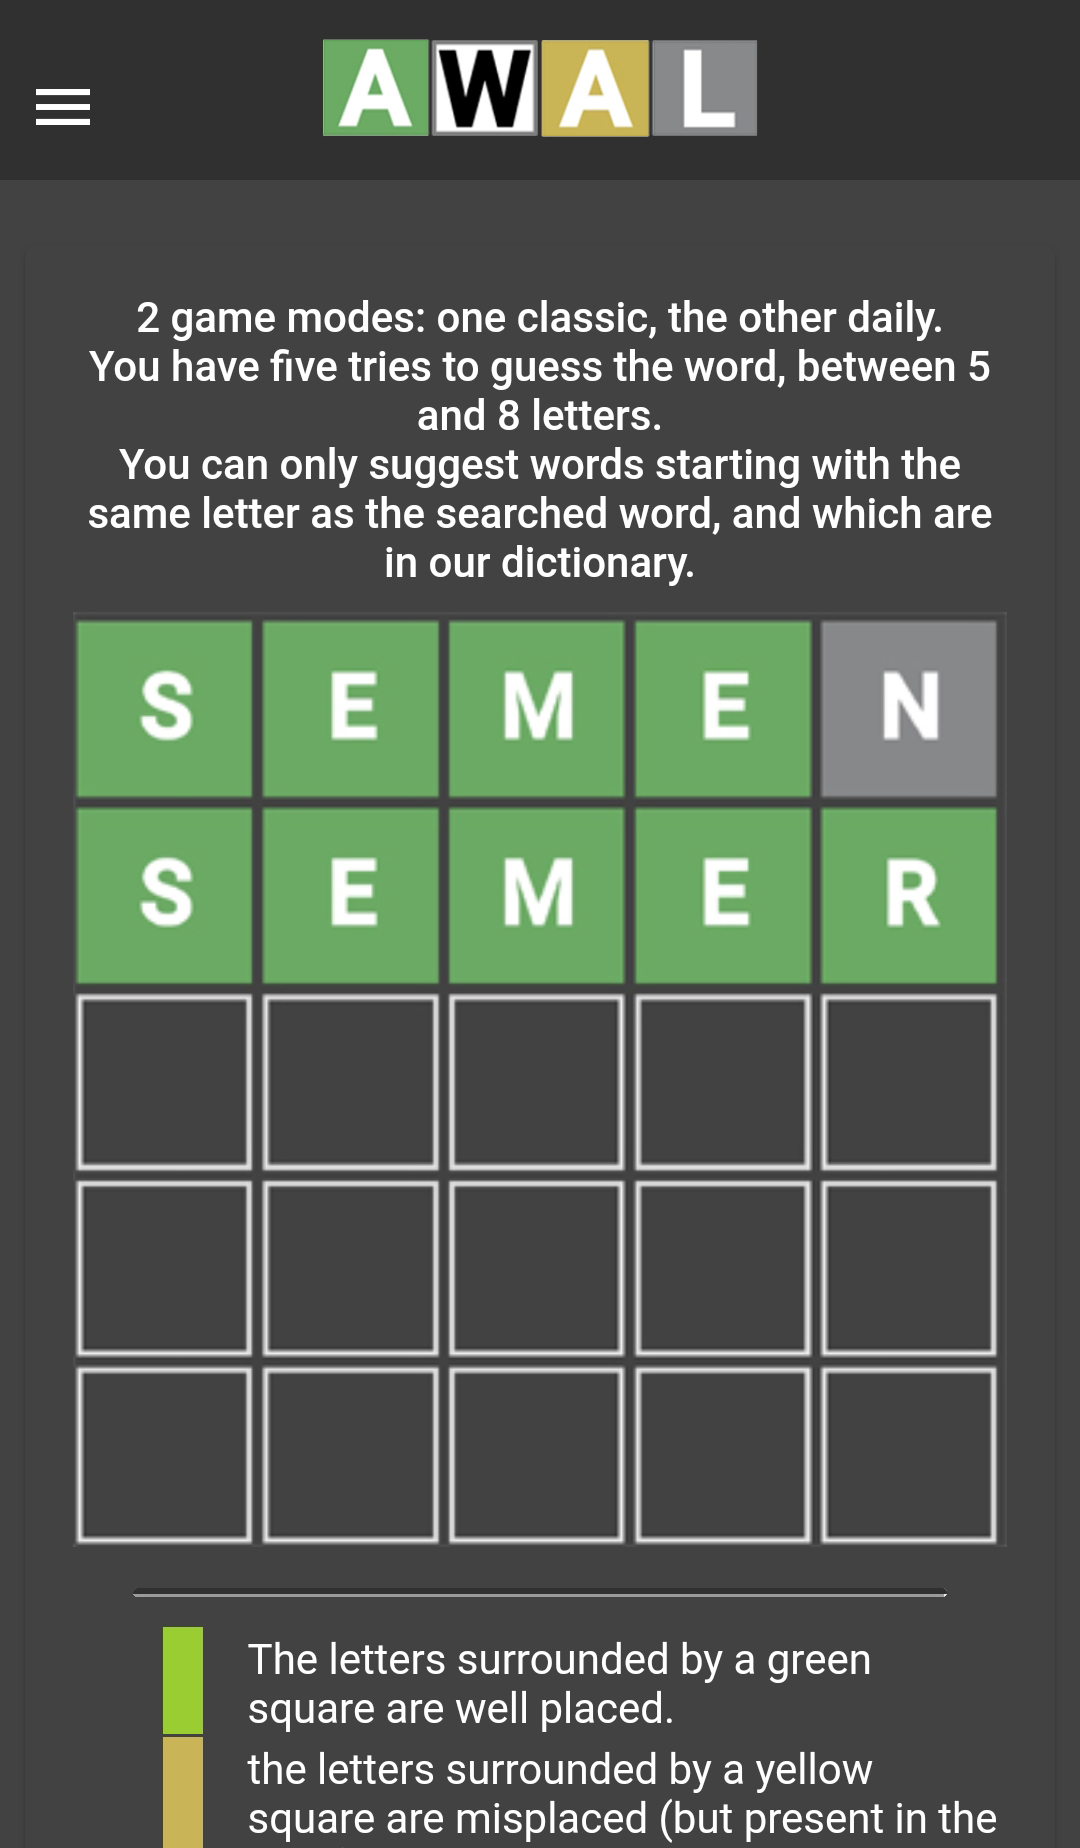 AWAL
2 game modes: one classic, the other daily.
You have five tries to guess the word, between 5
and 8 letters.
You can only suggest words starting with the
same letter as the searched word, and which are
in our dictionary.
S E M E N
S E M E R
The letters surrounded by a green
square are well placed.
the letters surrounded by a yellow
square are misplaced (but present in the